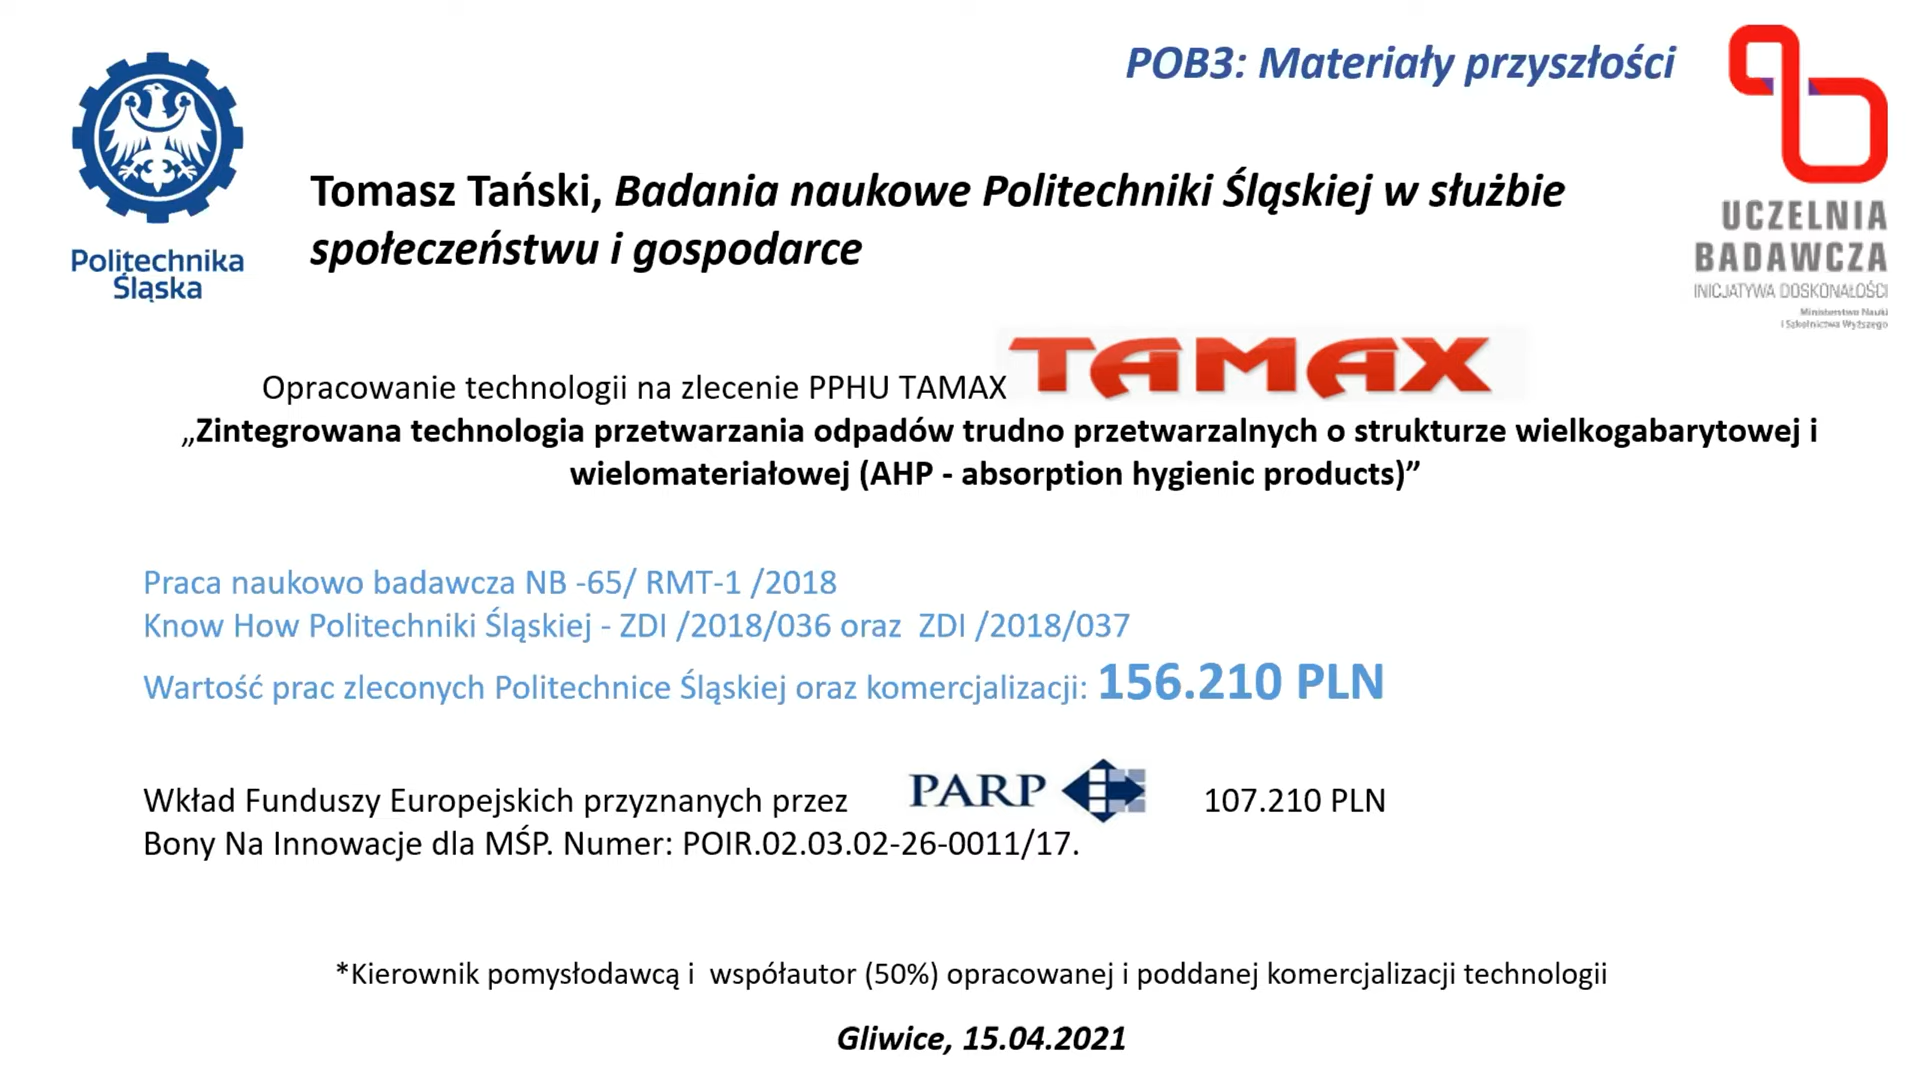 POB3: Materiały przyszłości
Politechnika
Śląska
Tomasz Tański, Badania naukowe Politechniki Śląskiej w służbie
społeczeństwu i gospodarce
UCZELNIA
BADAWCZA
INICJATYWA DOSKONAŁOŚCI
Ministerstwo Nauki
i Szkolnictwa Wyższego
Opracowanie technologii na zlecenie PPHU TAMAX TAMAX
„Zintegrowana technologia przetwarzania odpadów trudno przetwarzalnych o strukturze wielkogabarytowej i
wielomateriałowej (AHP - absorption hygienic products)”
Praca naukowo badawcza NB -65/ RMT-1 /2018
Know How Politechniki Śląskiej - ZDI /2018/036 oraz  ZDI /2018/037
Wartość prac zleconych Politechnice Śląskiej oraz komercjalizacji: 156.210 PLN
Wkład Funduszy Europejskich przyznanych przez PARP 107.210 PLN
Bony Na Innowacje dla MŚP. Numer: POIR.02.03.02-26-0011/17.
*Kierownik pomysłodawcą i  współautor (50%) opracowanej i poddanej komercjalizacji technologii
Gliwice, 15.04.2021